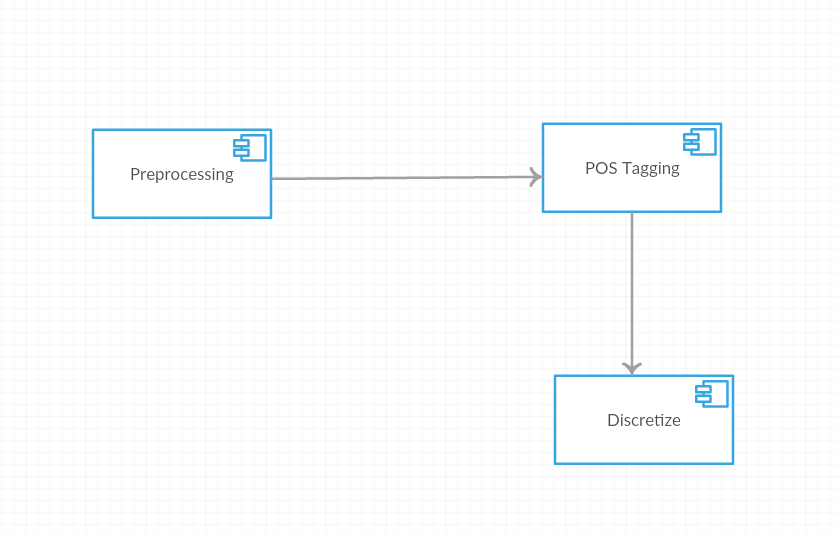 Preprocessing
POS Tagging
Discretize